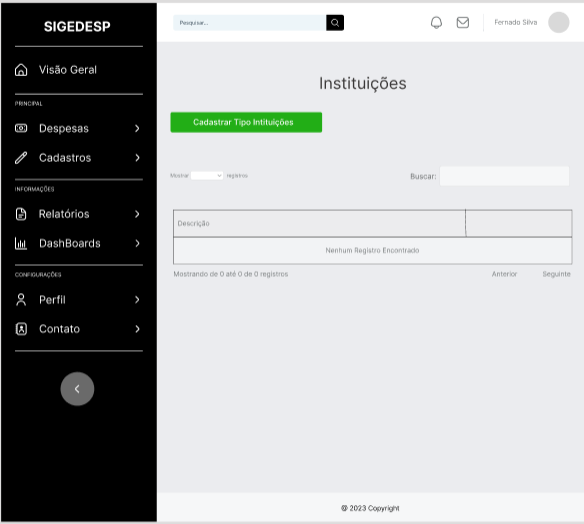 SIGEDESP
Visão Geral
PRINCIPAL
Despesas
Cadastros
INFORMAÇÕES
Relatórios
DashBoards
CONFIGURAÇÕES
Perfil
Contato
Pesquisar...
Fernado Silva
Instituições
Cadastrar Tipo Intituições
Mostrar registros
Buscar:
Descrição
Nenhum Registro Encontrado
Mostrando de 0 até 0 de 0 registros
Anterior Seguinte
@ 2023 Copyright